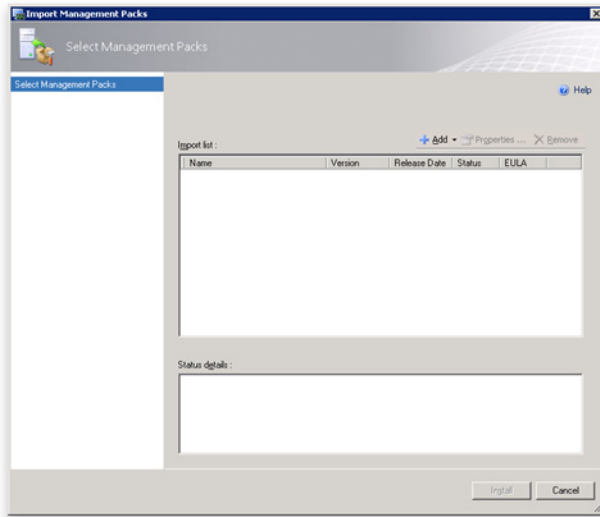 Import Management Packs
Select Management Packs
Select Management Packs
Help
Import list :
Add
Properties ...
Remove
Name Version Release Date Status EULA
Status details :
Install Cancel